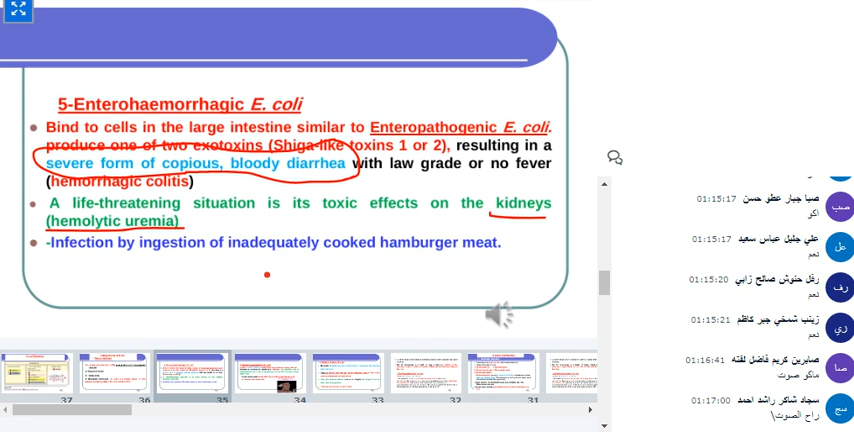 5-Enterohaemorrhagic E. coli
Bind to cells in the large intestine similar to Enteropathogenic E. coli.
produce one of two exotoxins (Shiga-like toxins 1 or 2), resulting in a
severe form of copious, bloody diarrhea with law grade or no fever
(hemorrhagic colitis)
A life-threatening situation is its toxic effects on the kidneys
(hemolytic uremia)
-Infection by ingestion of inadequately cooked hamburger meat.
37 36 35 34 33 32 31
صبا جبار عطو حسن 01:15:17
اكو
صب
علي جليل عباس سعيد 01:15:17
نعم
عل
رفل حنوش صالح زابي 01:15:20
نعم
رف
زينب شمخي جبر كاظم 01:15:21
نعم
زي
صابرين كريم فاضل لفته 01:16:41
ماكو صوت
صا
سجاد شاكر راشد احمد 01:17:00
راح الصوت\
سج